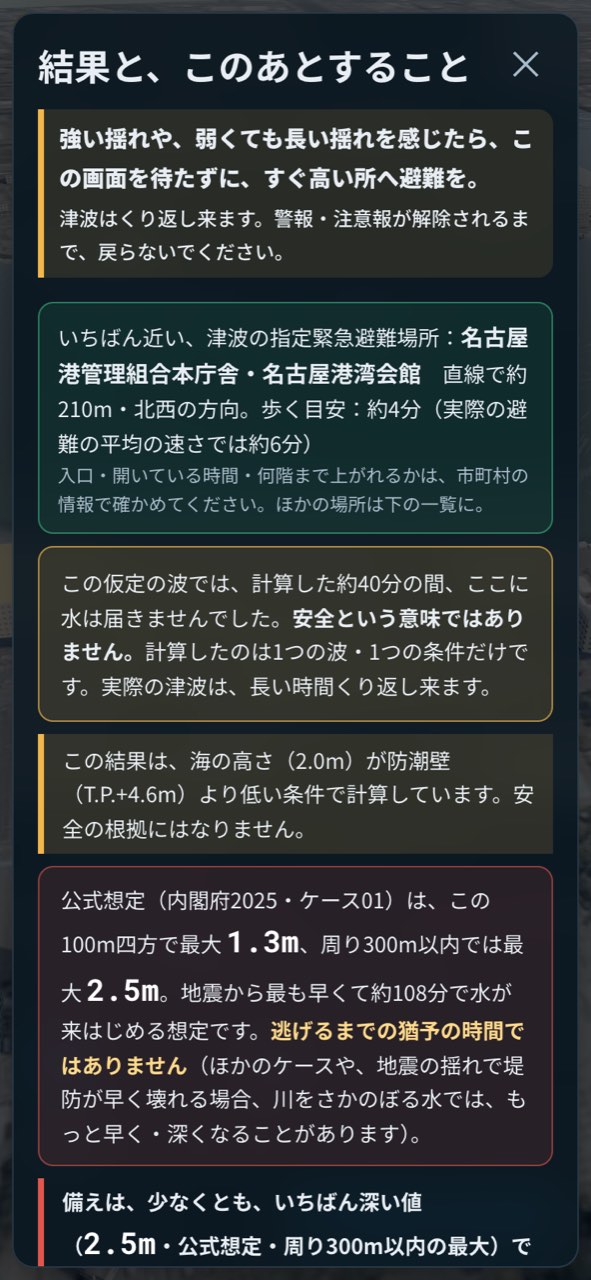 結果と、このあとすること
強い揺れや、弱くても長い揺れを感じたら、こ
の画面を待たずに、すぐ高い所へ避難を。
津波はくり返し来ます。警報・注意報が解除されるま
で、戻らないでください。
いちばん近い、津波の指定緊急避難場所：名古屋
港管理組合本庁舎・名古屋港湾会館　直線で約
210m・北西の方向。歩く目安：約4分（実際の避
難の平均の速さでは約6分）
入口・開いている時間・何階まで上がれるかは、市町村の
情報で確かめてください。ほかの場所は下の一覧に。
この仮定の波では、計算した約40分の間、ここに
水は届きませんでした。安全という意味ではあり
ません。計算したのは1つの波・1つの条件だけで
す。実際の津波は、長い時間くり返し来ます。
この結果は、海の高さ（2.0m）が防潮壁
（T.P.+4.6m）より低い条件で計算しています。安
全の根拠にはなりません。
公式想定（内閣府2025・ケース01）は、この
100m四方で最大 1.3m、周り300m以内では最
大 2.5m。地震から最も早くて約108分で水が
来はじめる想定です。逃げるまでの猶予の時間で
はありません（ほかのケースや、地震の揺れで堤
防が早く壊れる場合、川をさかのぼる水では、も
っと早く・深くなることがあります）。
備えは、少なくとも、いちばん深い値
（2.5m・公式想定・周り300m以内の最大）で